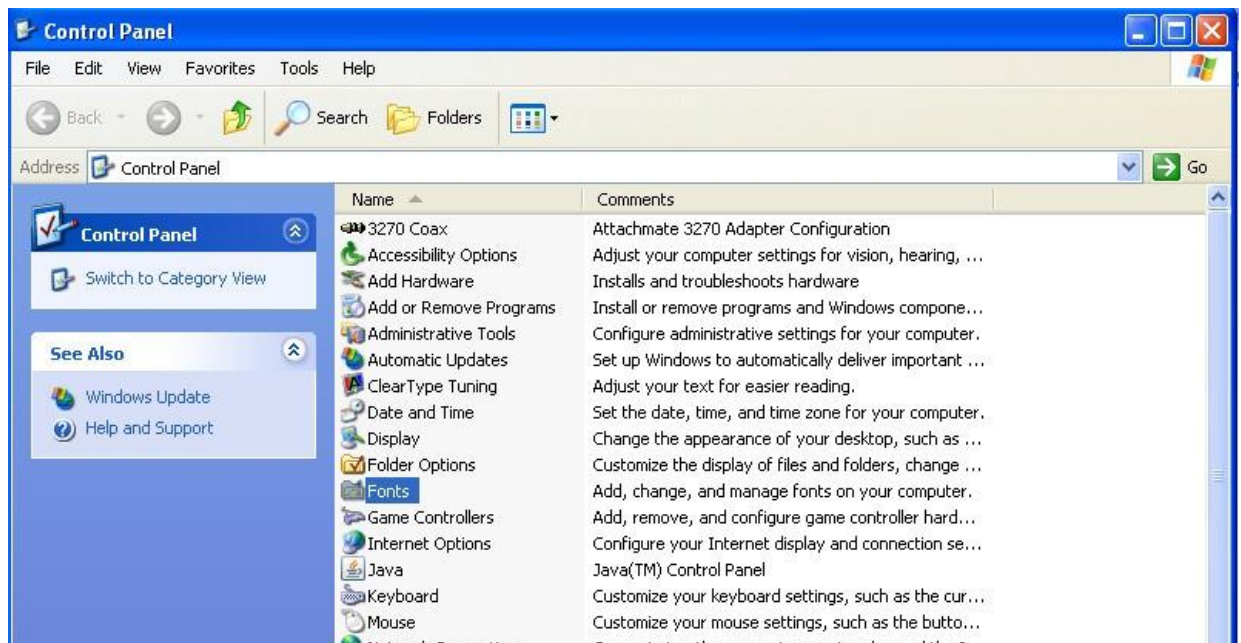 Control Panel
File Edit View Favorites Tools Help
Back Search Folders
Address Control Panel Go
Control Panel
Switch to Category View
See Also
Windows Update
Help and Support
Name Comments
3270 Coax Attachmate 3270 Adapter Configuration
Accessibility Options Adjust your computer settings for vision, hearing, ...
Add Hardware Installs and troubleshoots hardware
Add or Remove Programs Install or remove programs and Windows compone...
Administrative Tools Configure administrative settings for your computer.
Automatic Updates Set up Windows to automatically deliver important ...
ClearType Tuning Adjust your text for easier reading.
Date and Time Set the date, time, and time zone for your computer.
Display Change the appearance of your desktop, such as ...
Folder Options Customize the display of files and folders, change ...
Fonts Add, change, and manage fonts on your computer.
Game Controllers Add, remove, and configure game controller hard...
Internet Options Configure your Internet display and connection se...
Java Java(TM) Control Panel
Keyboard Customize your keyboard settings, such as the cur...
Mouse Customize your mouse settings, such as the butto...